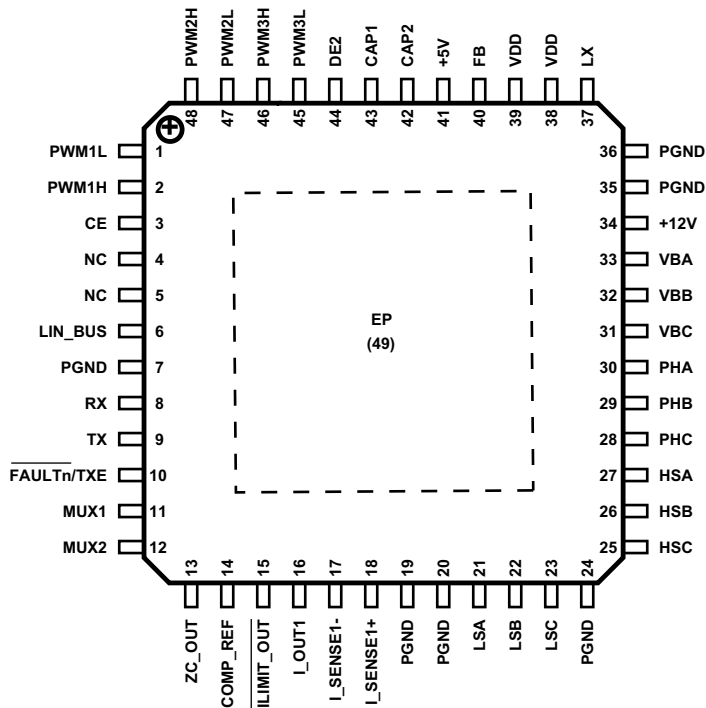 PWM2H
PWM2L
PWM3H
PWM3L
DE2
CAP1
CAP2
+5V
FB
VDD
VDD
LX
48
47
46
45
44
43
42
41
40
39
38
37
PWM1L 1
PWM1H 2
CE 3
NC 4
NC 5
LIN_BUS 6
PGND 7
RX 8
TX 9
FAULTn/TXE 10
MUX1 11
MUX2 12
EP
(49)
36 PGND
35 PGND
34 +12V
33 VBA
32 VBB
31 VBC
30 PHA
29 PHB
28 PHC
27 HSA
26 HSB
25 HSC
13
14
15
16
17
18
19
20
21
22
23
24
ZC_OUT
COMP_REF
ILIMIT_OUT
I_OUT1
I_SENSE1-
I_SENSE1+
PGND
PGND
LSA
LSB
LSC
PGND